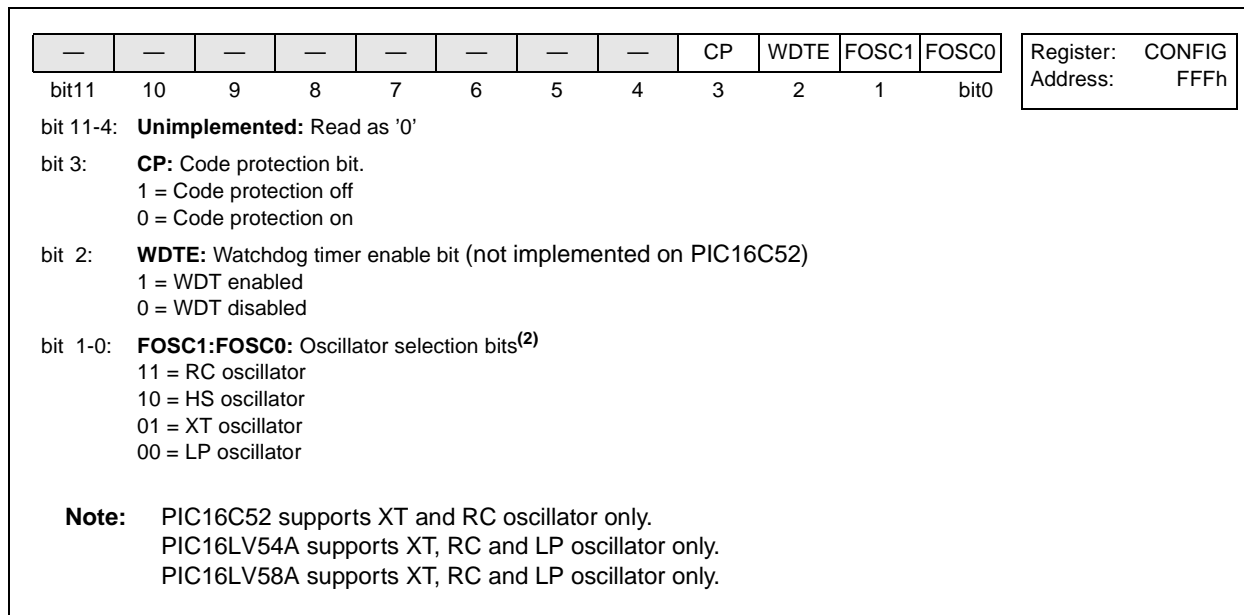 — — — — — — — — CP WDTE FOSC1 FOSC0
Register: CONFIG
Address: FFFh
bit11 10 9 8 7 6 5 4 3 2 1 bit0
bit 11-4: Unimplemented: Read as '0'
bit 3: CP: Code protection bit.
1 = Code protection off
0 = Code protection on
bit 2: WDTE: Watchdog timer enable bit (not implemented on PIC16C52)
1 = WDT enabled
0 = WDT disabled
bit 1-0: FOSC1:FOSC0: Oscillator selection bits(2)
11 = RC oscillator
10 = HS oscillator
01 = XT oscillator
00 = LP oscillator
Note: PIC16C52 supports XT and RC oscillator only.
PIC16LV54A supports XT, RC and LP oscillator only.
PIC16LV58A supports XT, RC and LP oscillator only.